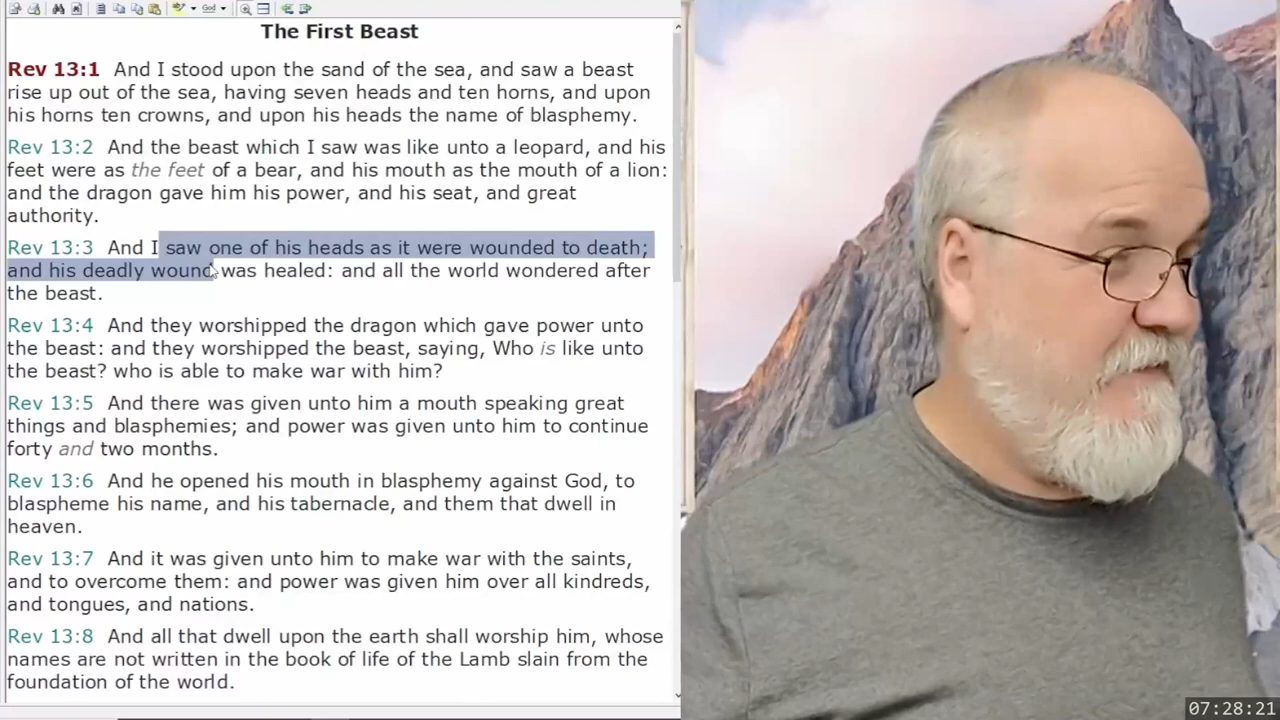 The First Beast
Rev 13:1 And I stood upon the sand of the sea, and saw a beast
rise up out of the sea, having seven heads and ten horns, and upon
his horns ten crowns, and upon his heads the name of blasphemy.
Rev 13:2 And the beast which I saw was like unto a leopard, and his
feet were as the feet of a bear, and his mouth as the mouth of a lion:
and the dragon gave him his power, and his seat, and great
authority.
Rev 13:3 And I saw one of his heads as it were wounded to death;
and his deadly wound was healed: and all the world wondered after
the beast.
Rev 13:4 And they worshipped the dragon which gave power unto
the beast: and they worshipped the beast, saying, Who is like unto
the beast? who is able to make war with him?
Rev 13:5 And there was given unto him a mouth speaking great
things and blasphemies; and power was given unto him to continue
forty and two months.
Rev 13:6 And he opened his mouth in blasphemy against God, to
blaspheme his name, and his tabernacle, and them that dwell in
heaven.
Rev 13:7 And it was given unto him to make war with the saints,
and to overcome them: and power was given him over all kindreds,
and tongues, and nations.
Rev 13:8 And all that dwell upon the earth shall worship him, whose
names are not written in the book of life of the Lamb slain from the
foundation of the world.
07:28:21